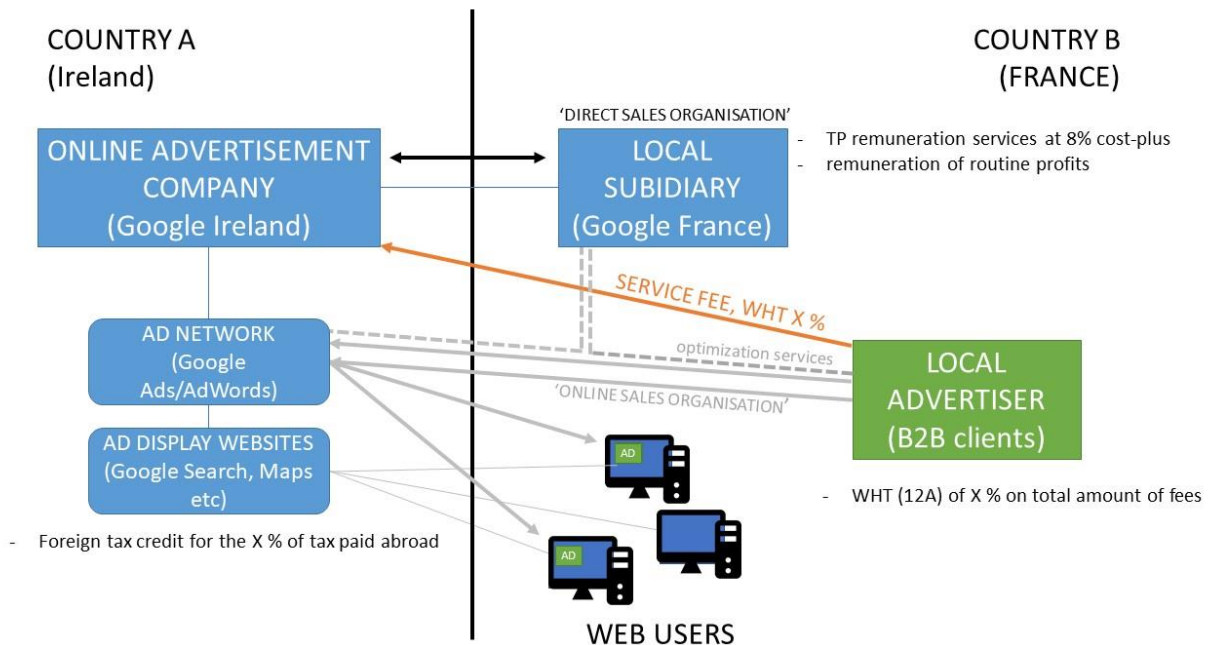 COUNTRY A
(Ireland)
COUNTRY B
(FRANCE)
'DIRECT SALES ORGANISATION'
ONLINE ADVERTISEMENT
COMPANY
(Google Ireland)
LOCAL
SUBIDIARY
(Google France)
- TP remuneration services at 8% cost-plus
- remuneration of routine profits
SERVICE FEE, WHT X %
AD NETWORK
(Google
Ads/AdWords)
optimization services
'ONLINE SALES ORGANISATION'
LOCAL
ADVERTISER
(B2B clients)
AD DISPLAY WEBSITES
(Google Search, Maps
etc)
AD
- WHT (12A) of X % on total amount of fees
- Foreign tax credit for the X % of tax paid abroad
AD
WEB USERS